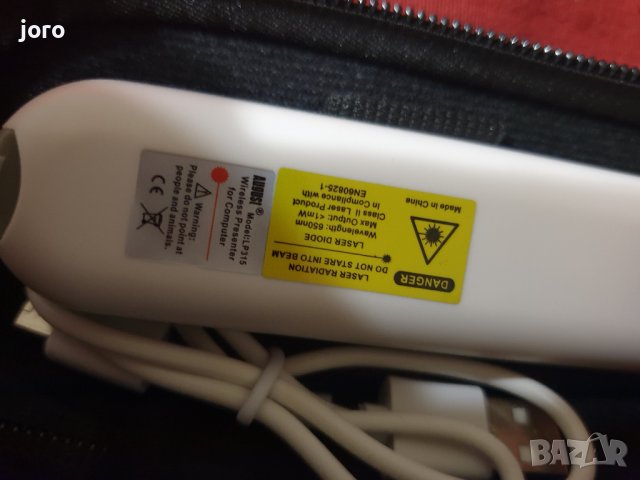 joro
AUGUST ® Model:LP315
Wireless Presenter
for Computer
Warning:
Please do not point at
people and animals.
CE
DANGER
LASER RADIATION
DO NOT STARE INTO BEAM
LASER DIODE
Wavelength: 650nm
Max Output: <1mW
Class II Laser Product
In Compliance with
EN60825-1
Made in China
BAZAR